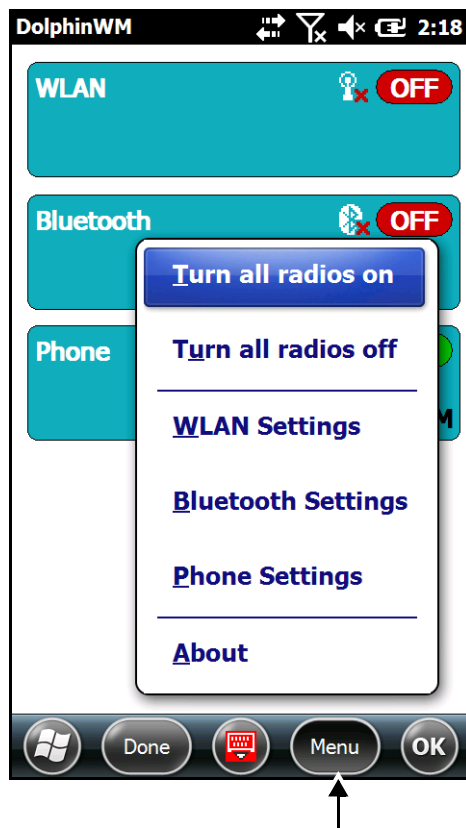 DolphinWM 2:18
WLAN OFF
Bluetooth OFF
Turn all radios on
Turn all radios off
Phone
M
WLAN Settings
Bluetooth Settings
Phone Settings
About
Done Menu OK